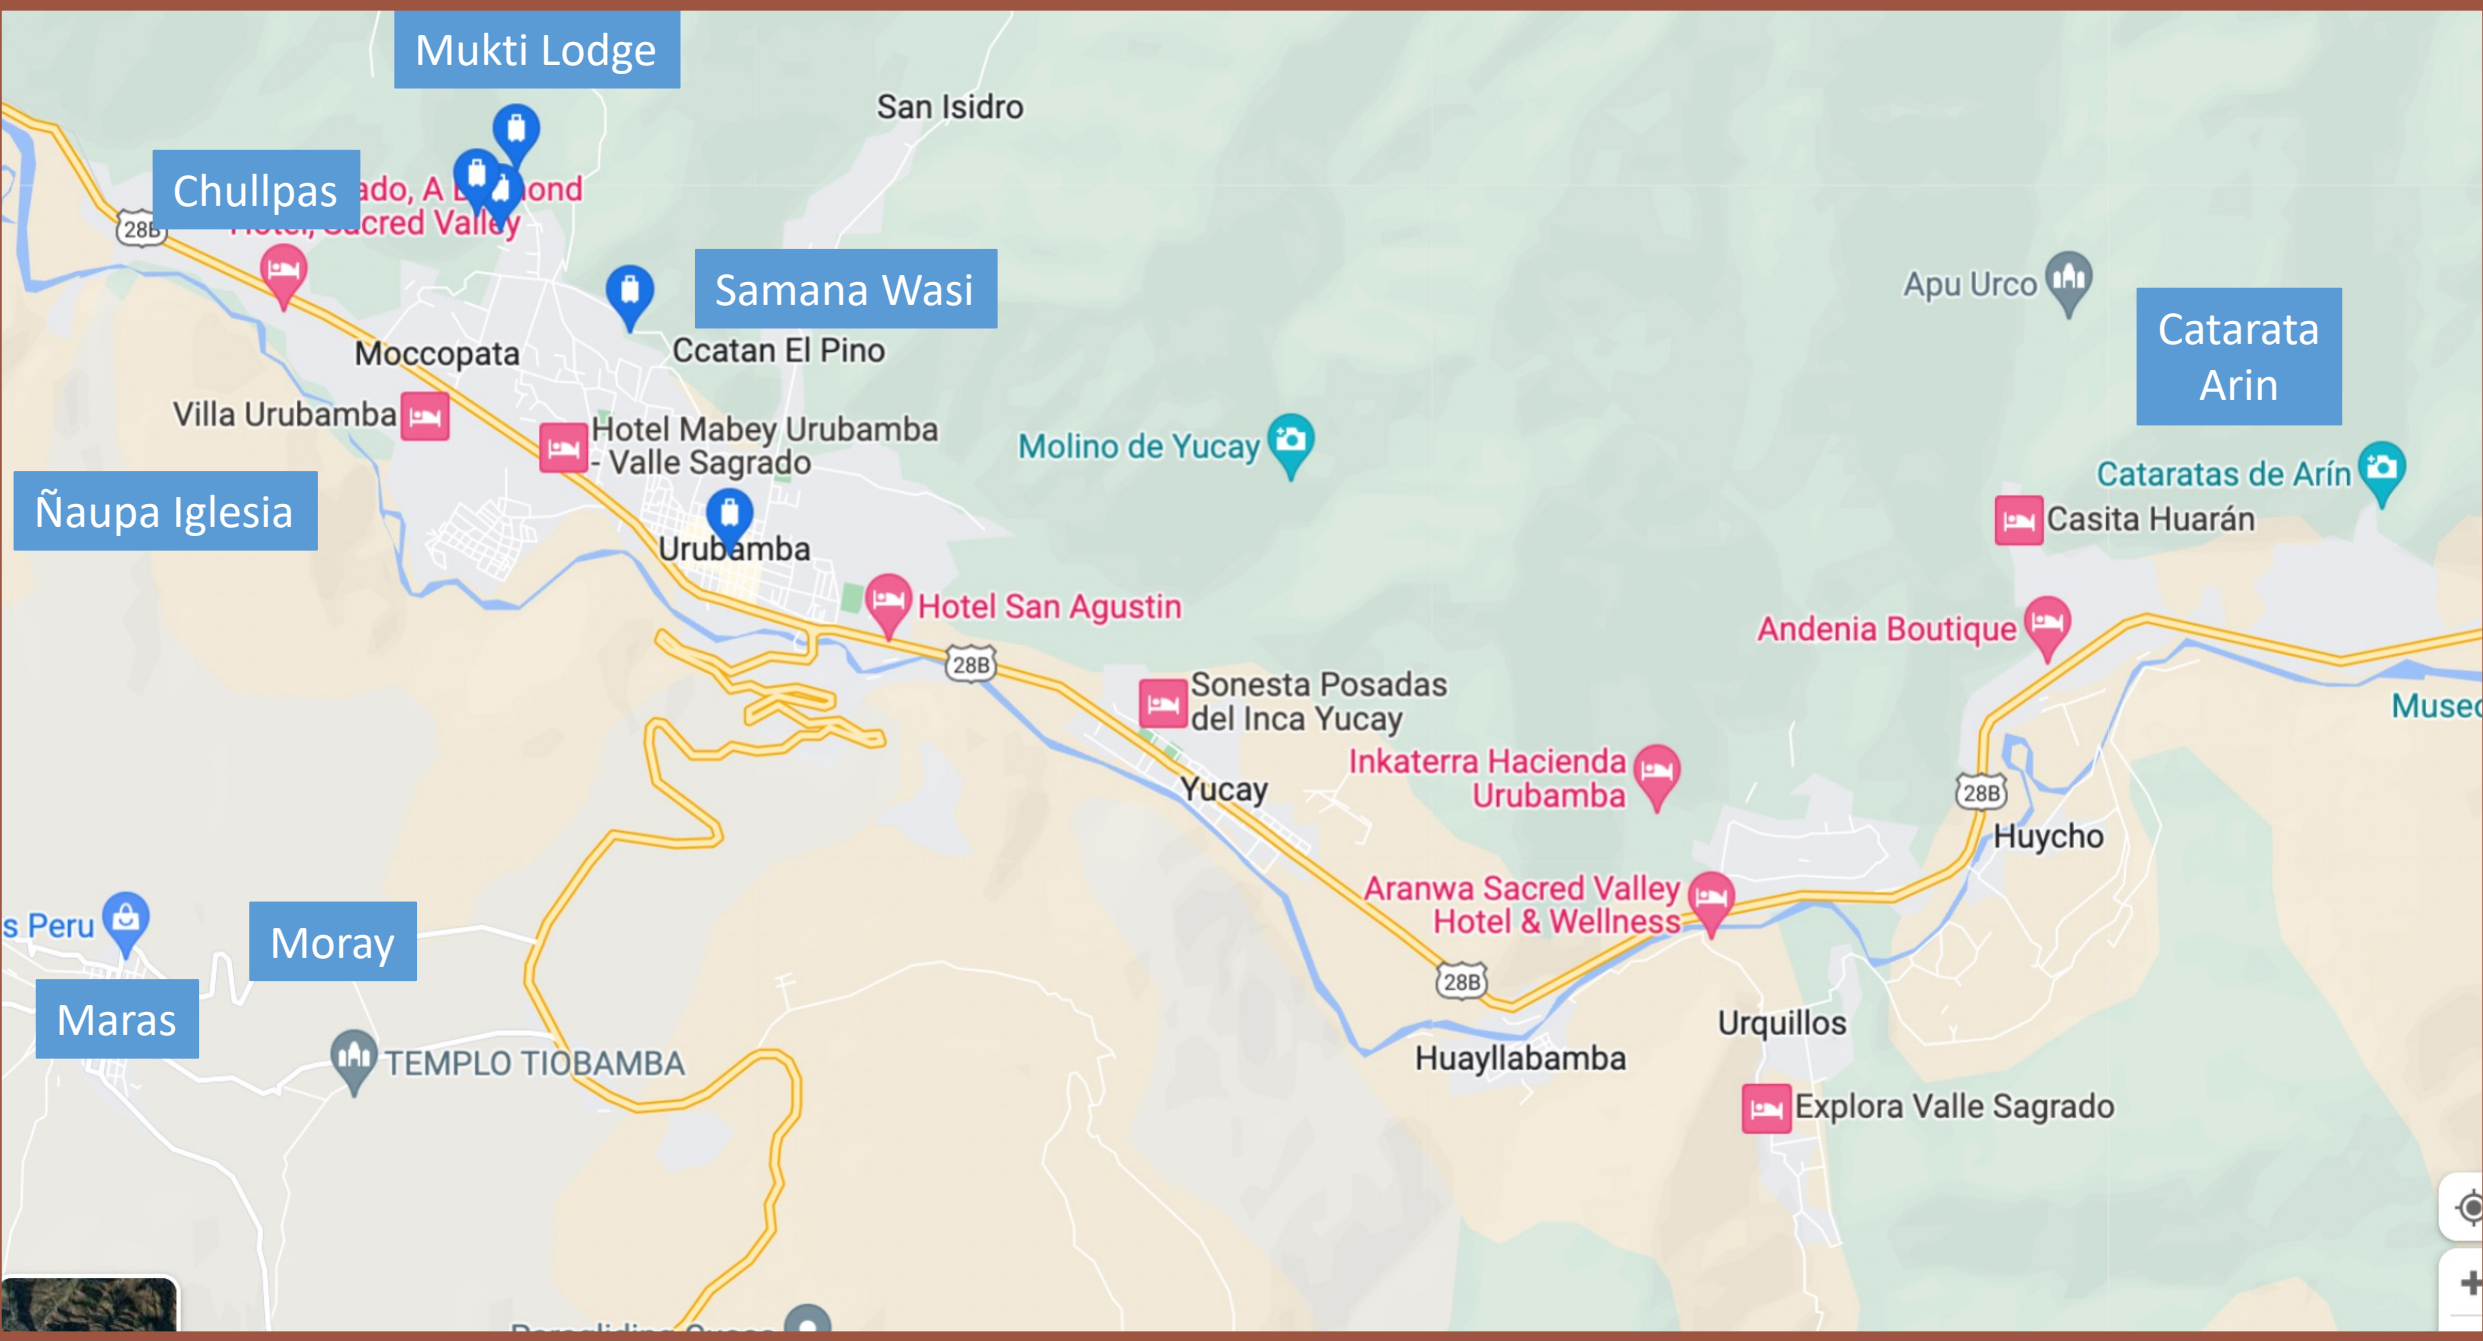 Mukti Lodge
San Isidro
Chullpas
ado, A
ond
Hotel, Sacred Valley
28B
Samana Wasi
Apu Urco
Catarata
Arin
Moccopata
Ccatan El Pino
Villa Urubamba
Hotel Mabey Urubamba
- Valle Sagrado
Molino de Yucay
Cataratas de Arín
Ñaupa Iglesia
Casita Huarán
Urubamba
Hotel San Agustin
Andenia Boutique
28B
Sonesta Posadas
del Inca Yucay
Museo
Inkaterra Hacienda
Urubamba
Yucay
28B
Huycho
Aranwa Sacred Valley
Hotel & Wellness
s Peru
Moray
28B
Maras
Urquillos
TEMPLO TIOBAMBA
Huayllabamba
Explora Valle Sagrado